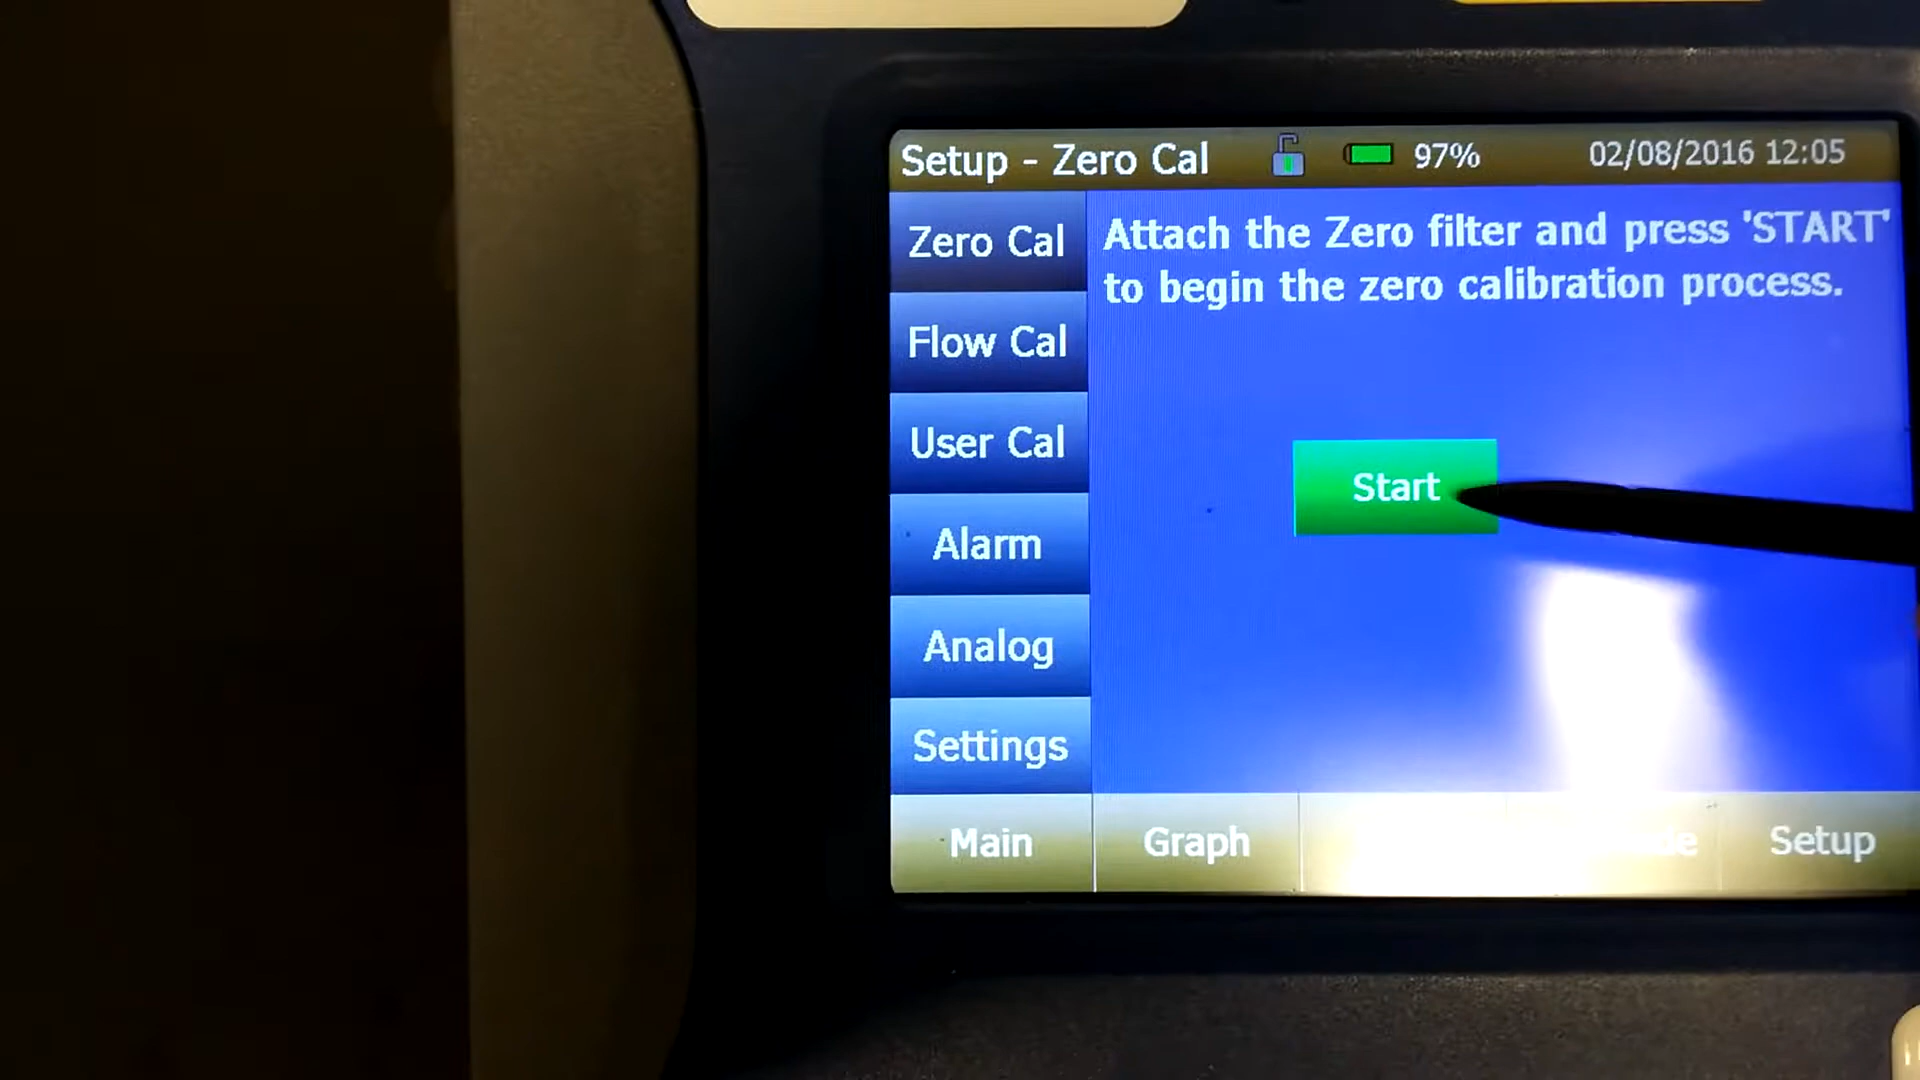 Setup - Zero Cal
97%
02/08/2016 12:05
Zero Cal
Attach the Zero filter and press 'START'
to begin the zero calibration process.
Flow Cal
User Cal
Start
Alarm
Analog
Settings
Main
Graph
Setup